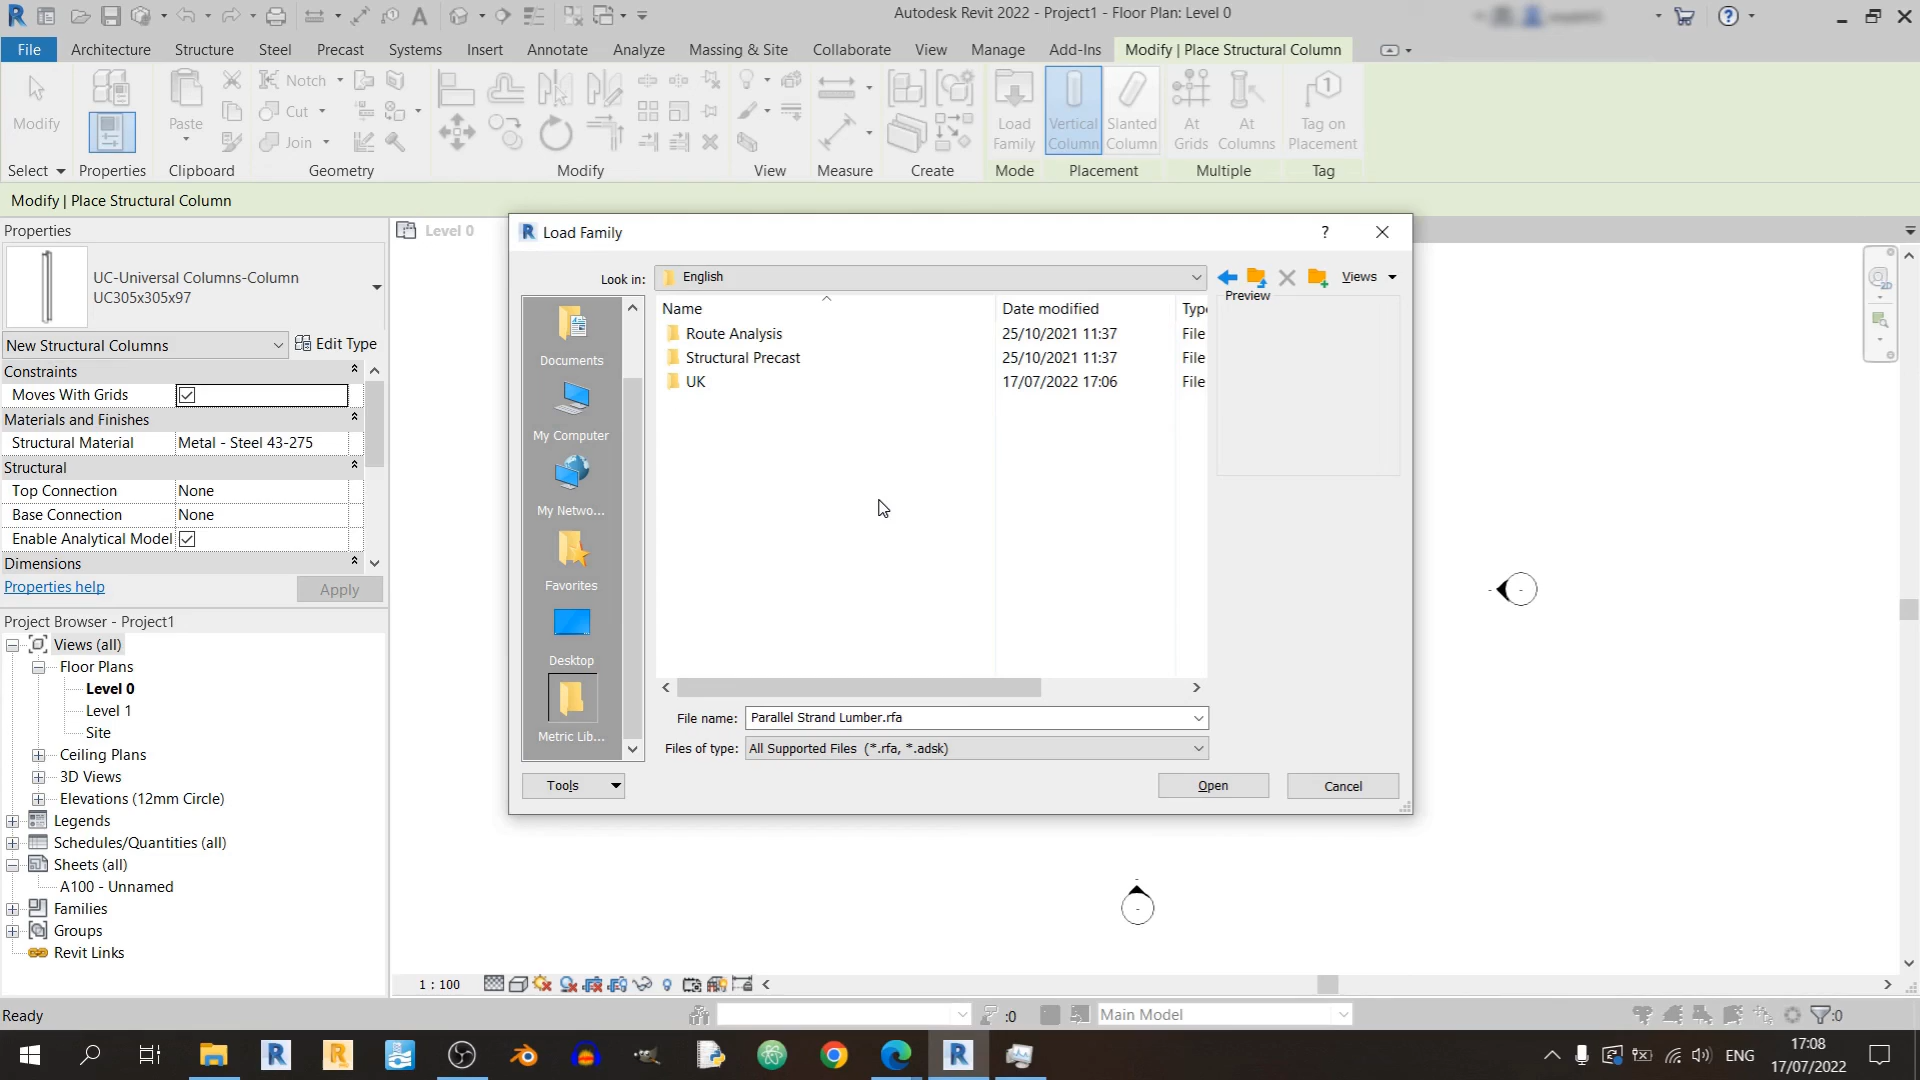 Autodesk Revit 2022 - Project1 - Floor Plan: Level 0
File Architecture Structure Steel Precast Systems Insert Annotate Analyze Massing & Site Collaborate View Manage Add-Ins Modify | Place Structural Column
Modify
Paste
Notch
Cut
Join
Load Family
Vertical Column
Slanted Column
At Grids
At Columns
Tag on Placement
Select Properties Clipboard Geometry Modify View Measure Create Mode Placement Multiple Tag
Modify | Place Structural Column
Properties
UC-Universal Columns-Column
UC305x305x97
New Structural Columns Edit Type
Constraints
Moves With Grids
Materials and Finishes
Structural Material Metal - Steel 43-275
Structural
Top Connection None
Base Connection None
Enable Analytical Model
Dimensions
Properties help Apply
Project Browser - Project1
Views (all)
Floor Plans
Level 0
Level 1
Site
Ceiling Plans
3D Views
Elevations (12mm Circle)
Legends
Schedules/Quantities (all)
Sheets (all)
A100 - Unnamed
Families
Groups
Revit Links
Level 0
Load Family
Look in: English Views
Documents
My Computer
My Netwo...
Favorites
Desktop
Metric Lib...
Name Date modified Type
Route Analysis 25/10/2021 11:37 File
Structural Precast 25/10/2021 11:37 File
UK 17/07/2022 17:06 File
Preview
File name: Parallel Strand Lumber.rfa
Files of type: All Supported Files (*.rfa, *.adsk)
Tools Open Cancel
1 : 100
Ready :0 Main Model :0
ENG
17:08
17/07/2022